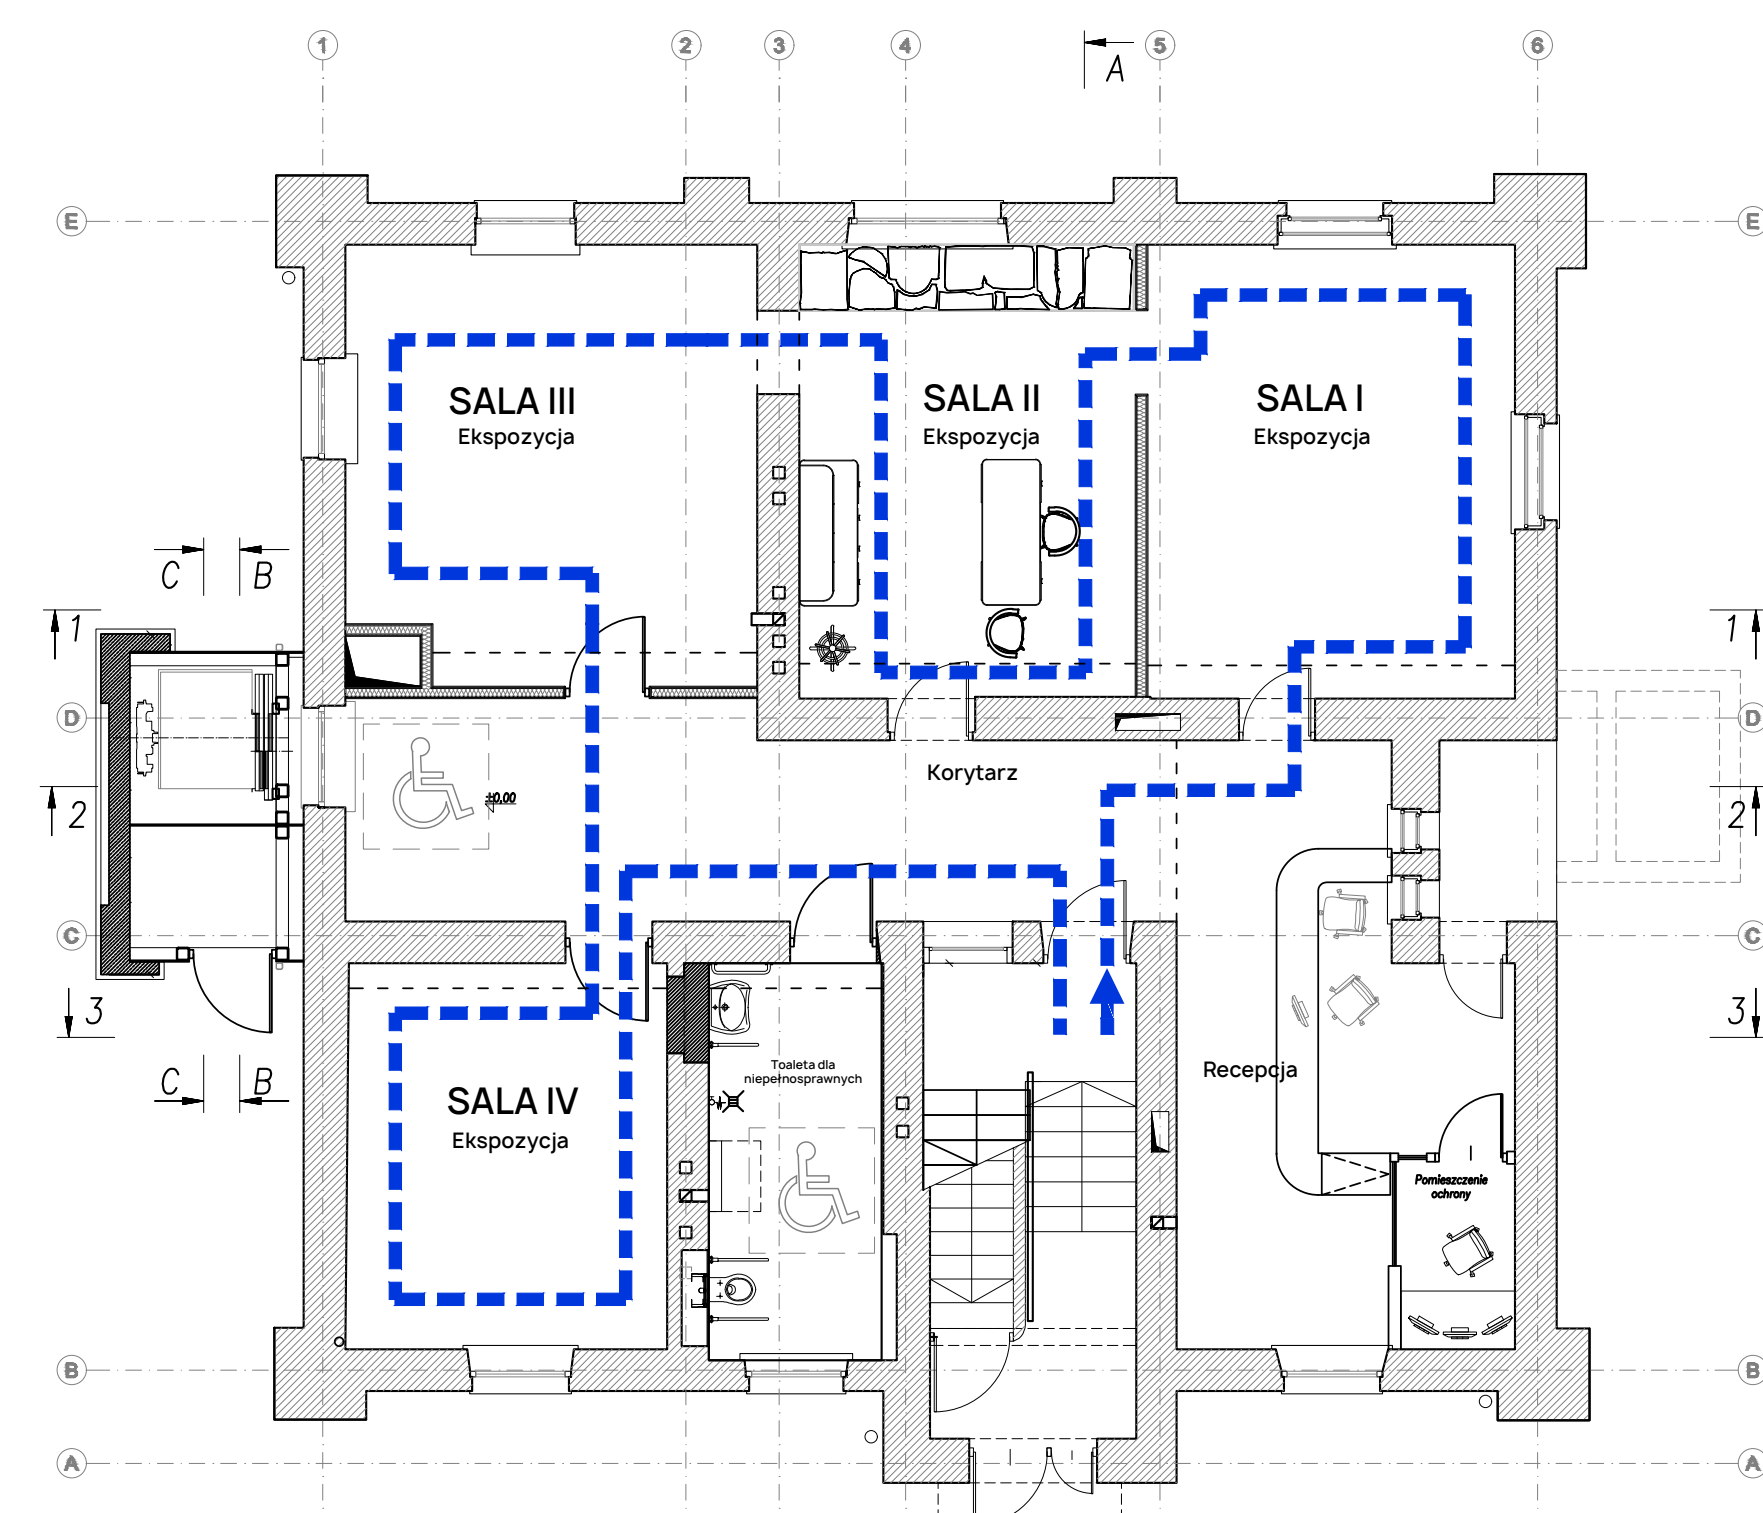 1 2 3 4 5 6
A
E E
SALA III
Ekspozycja
SALA II
Ekspozycja
SALA I
Ekspozycja
C B
1 1
D D
Korytarz
±0,00
2 2
C C
3 3
Recepcja
Toaleta dla
niepełnosprawnych
C B
SALA IV
Ekspozycja
Pomieszczenie
ochrony
B B
A A